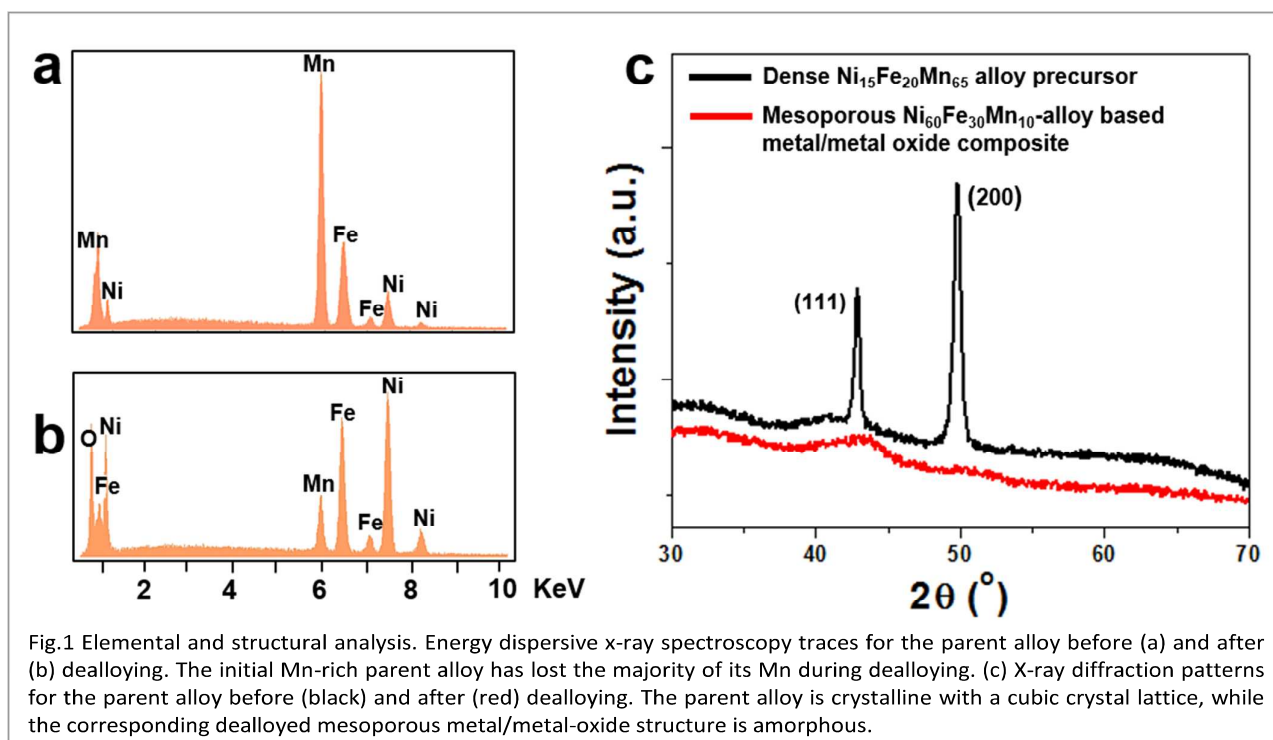 a
Mn
Mn
Ni
Fe
Fe
Ni
Ni
b
O
Ni
Fe
Mn
Fe
Fe
Ni
Ni
2 4 6 8 10 KeV
c
Dense Ni₁₅Fe₂₀Mn₆₅ alloy precursor
Mesoporous Ni₆₀Fe₃₀Mn₁₀-alloy based
metal/metal oxide composite
(111)
(200)
Intensity (a.u.)
30 40 50 60 70
2θ (°)
Fig.1 Elemental and structural analysis. Energy dispersive x-ray spectroscopy traces for the parent alloy before (a) and after
(b) dealloying. The initial Mn-rich parent alloy has lost the majority of its Mn during dealloying. (c) X-ray diffraction patterns
for the parent alloy before (black) and after (red) dealloying. The parent alloy is crystalline with a cubic crystal lattice, while
the corresponding dealloyed mesoporous metal/metal-oxide structure is amorphous.